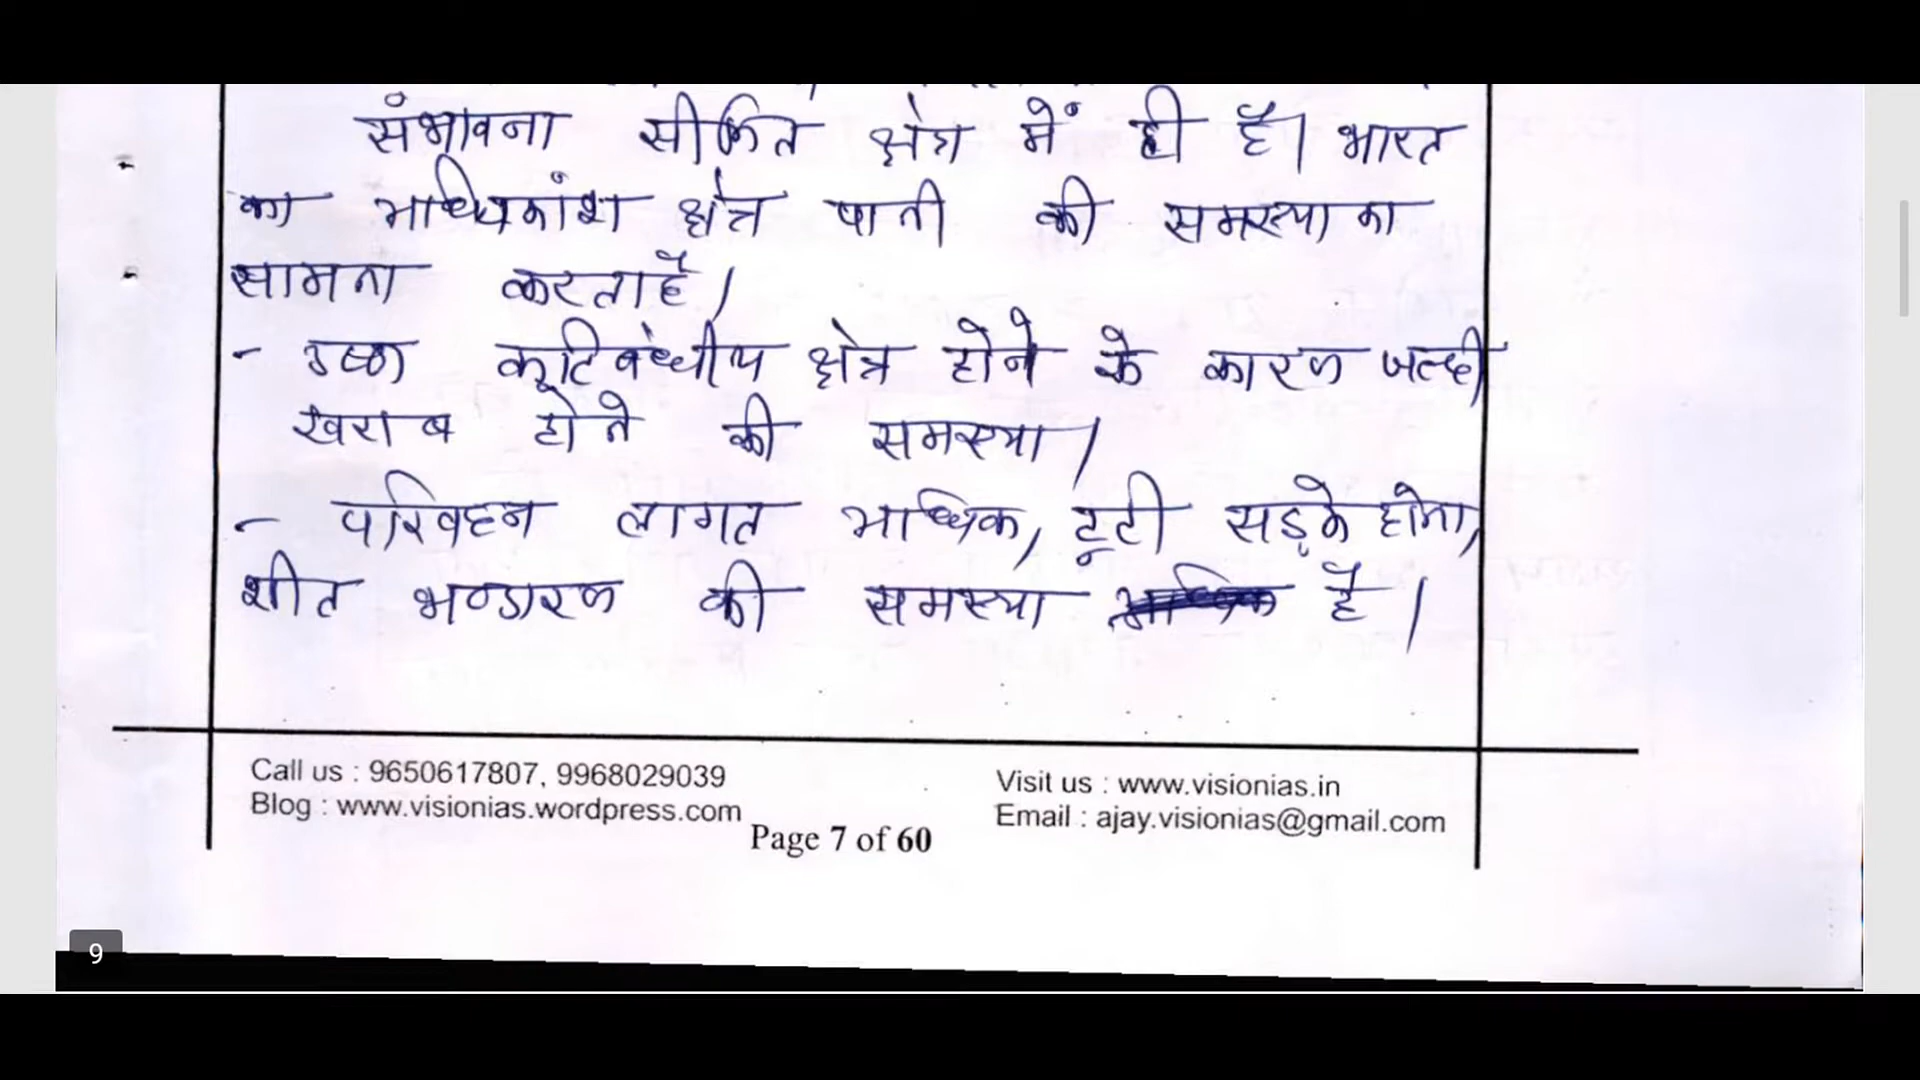 संभावना सीमित क्षेत्र में ही है। भारत
का अधिकांश क्षेत्र पानी की समस्या का
सामना करता है।
- उष्ण कटिबंधीय क्षेत्र होने के कारण जल्दी
खराब होने की समस्या।
- परिवहन लागत अधिक, टूटी सड़के होना,
शीत भण्डारण की समस्या है।
Call us : 9650617807, 9968029039
Visit us : www.visionias.in
Blog : www.visionias.wordpress.com
Email : ajay.visionias@gmail.com
Page 7 of 60
9